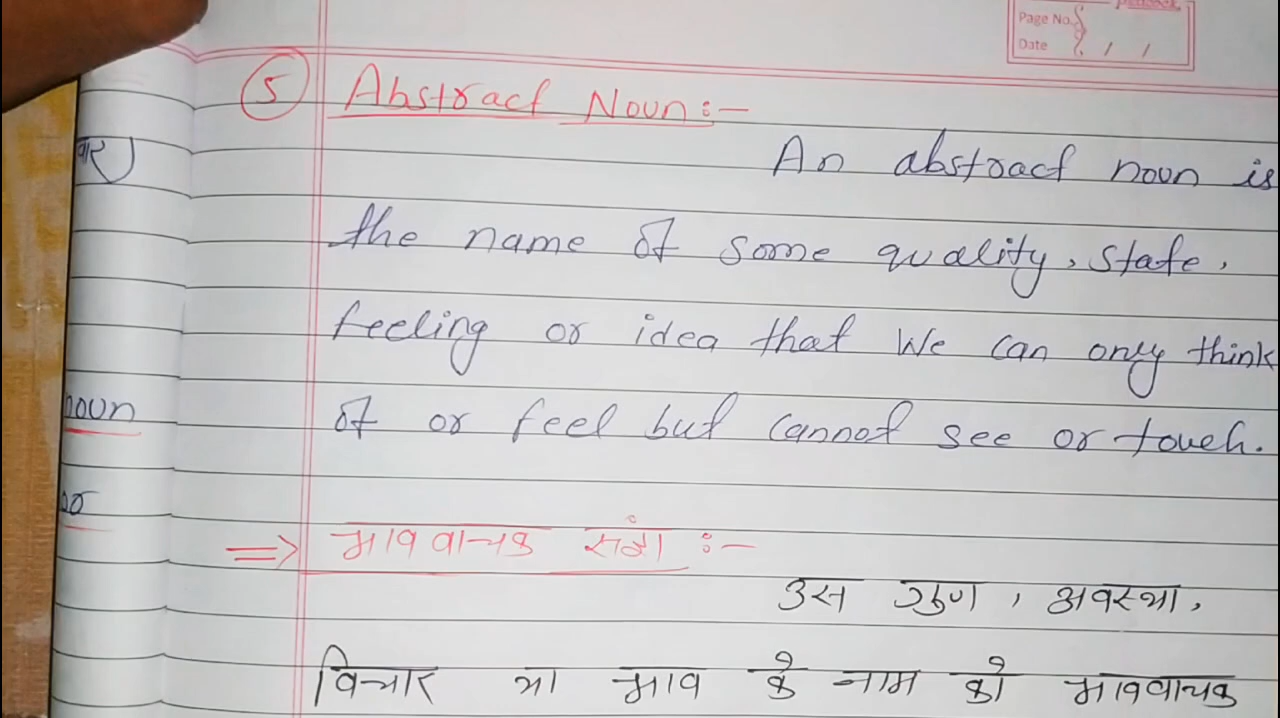 Page No.
Date / /
⑤ Abstract Noun :-
An abstract noun is
the name of some quality, state,
feeling or idea that We can only think
of or feel but cannot see or touch.
noun
=> भाववाचक संज्ञा :-
उस गुण, अवस्था,
विचार या भाव के नाम को भाववाचक